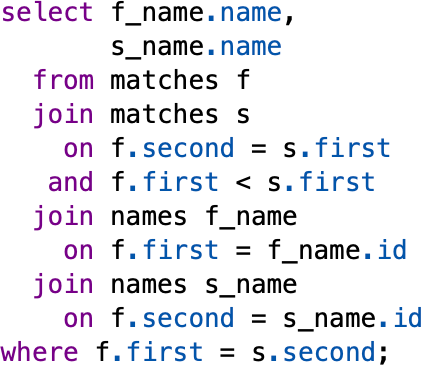 select f_name.name,
       s_name.name
  from matches f
  join matches s
    on f.second = s.first
   and f.first < s.first
  join names f_name
    on f.first = f_name.id
  join names s_name
    on f.second = s_name.id
where f.first = s.second;